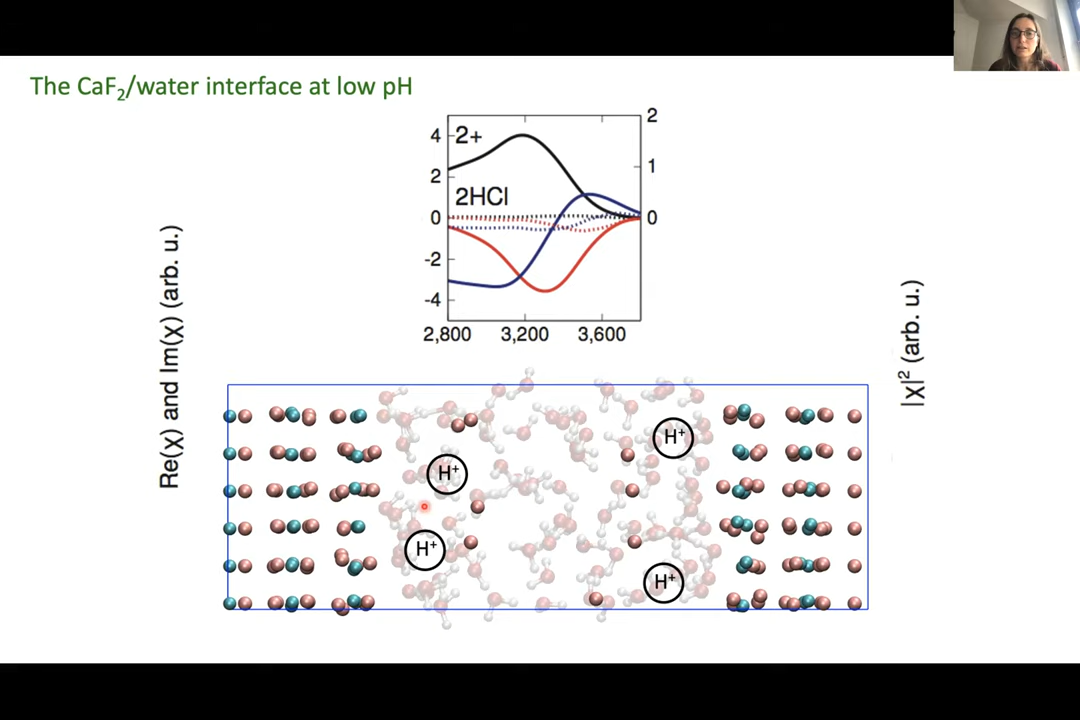 The CaF₂/water interface at low pH
2
4
2+
1
2
2HCl
0
0
-2
-4
2,800
3,200
3,600
Re(χ) and Im(χ) (arb. u.)
|χ|² (arb. u.)
H⁺
H⁺
H⁺
H⁺